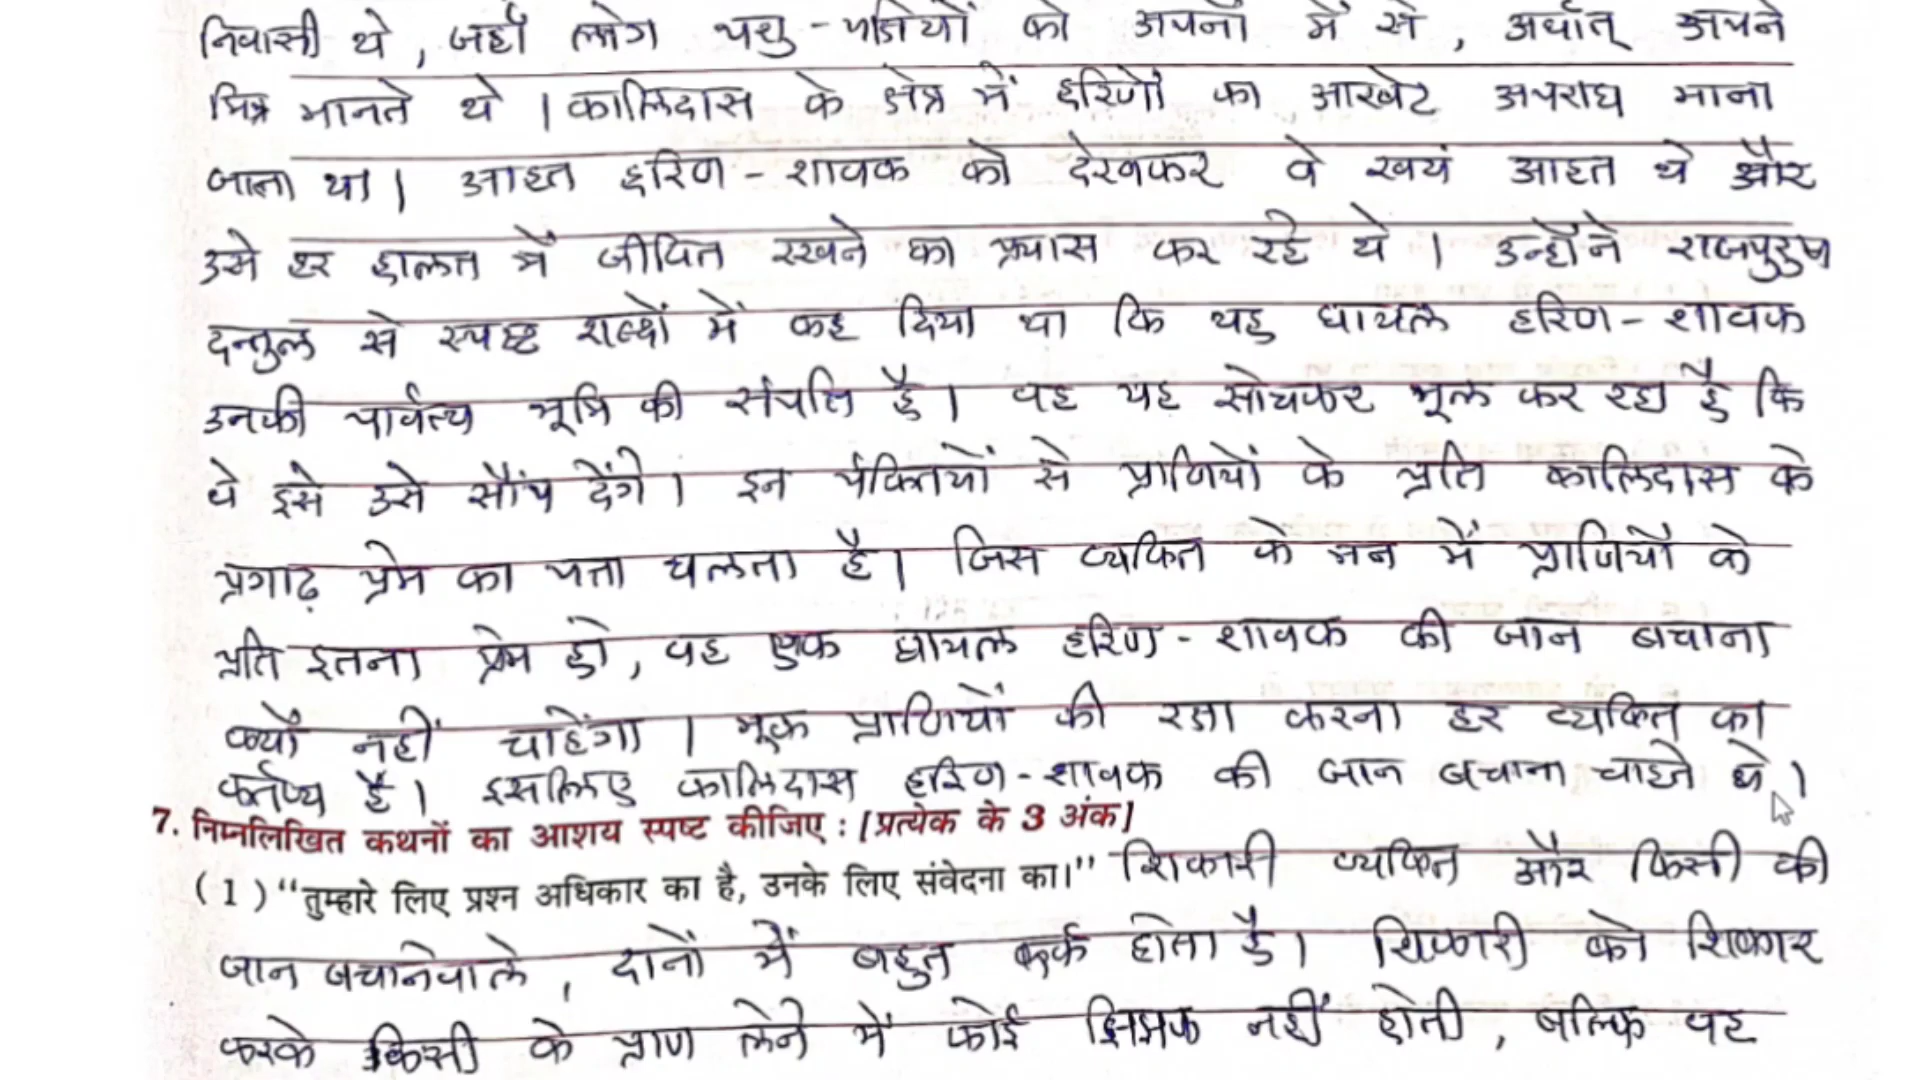 निवासी थे, जहाँ लोग पशु-पक्षियों को अपनों में से, अर्थात् अपने
मित्र मानते थे। कालिदास के क्षेत्र में हरिणों का आखेट अपराध माना
जाता था। आहत हरिण-शावक को देखकर वे स्वयं आहत थे और
उसे हर हालत में जीवित रखने का प्रयास कर रहे थे। उन्होंने राजपुरुष
दन्तुल से स्पष्ट शब्दों में कह दिया था कि यह घायल हरिण-शावक
उनकी पार्वत्य भूमि की संपत्ति है। वह यह सोचकर भूल कर रहा है कि
वे इसे उसे सौंप देंगे। इन पंक्तियों से प्राणियों के प्रति कालिदास के
प्रगाढ़ प्रेम का पता चलता है। जिस व्यक्ति के मन में प्राणियों के
प्रति इतना प्रेम हो, वह एक घायल हरिण-शावक की जान बचाना
क्यों नहीं चाहेंगा। मूक प्राणियों की रक्षा करना हर व्यक्ति का
कर्तव्य है। इसलिए कालिदास हरिण-शावक की जान बचाना चाहते थे।
7. निम्नलिखित कथनों का आशय स्पष्ट कीजिए : [प्रत्येक के 3 अंक]
(1) "तुम्हारे लिए प्रश्न अधिकार का है, उनके लिए संवेदना का।" शिकारी व्यक्ति और किसी की
जान बचानेवाले, दोनों में बहुत फर्क होता है। शिकारी को शिकार
करके किसी के प्राण लेने में कोई झिझक नहीं होती, बल्कि वह